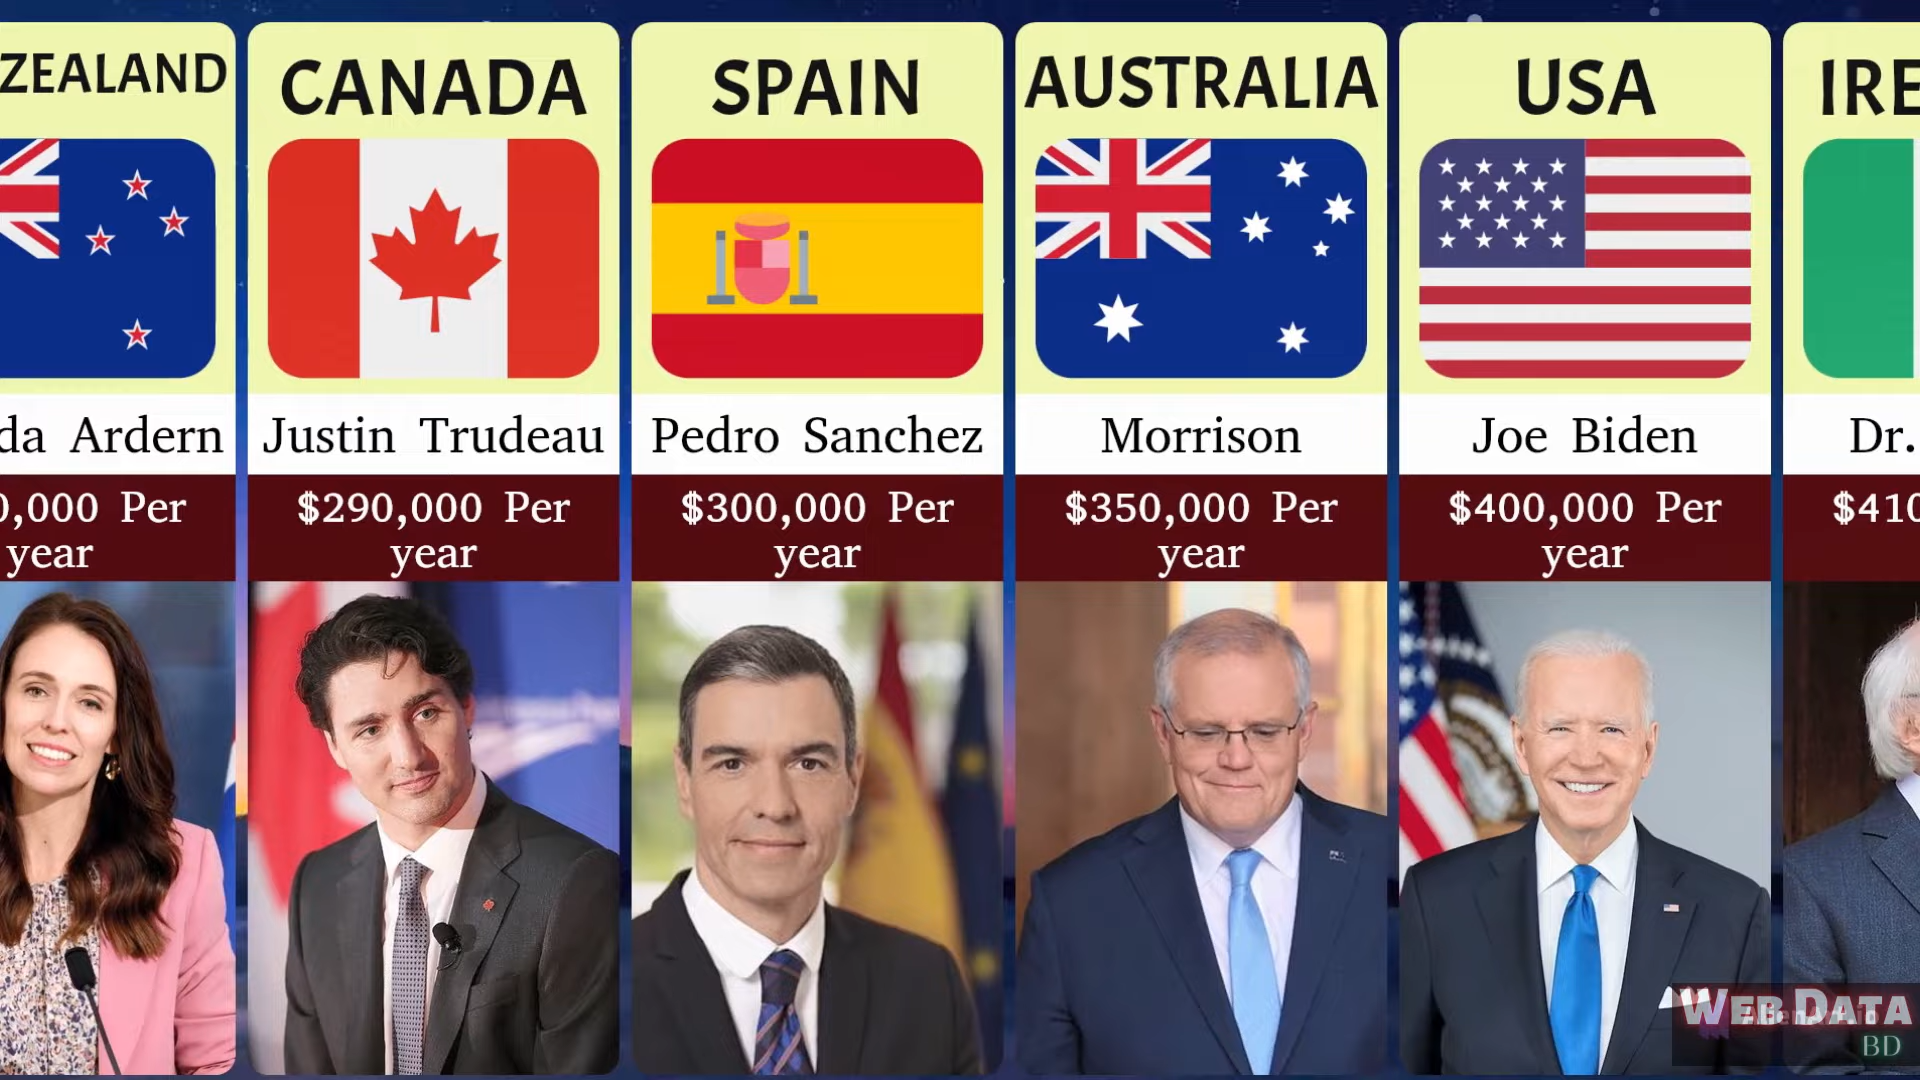 ZEALAND
da Ardern
0,000 Per
year
CANADA
Justin Trudeau
$290,000 Per
year
SPAIN
Pedro Sanchez
$300,000 Per
year
AUSTRALIA
Morrison
$350,000 Per
year
USA
Joe Biden
$400,000 Per
year
IRE
Dr.
$410
WEB DATA
BD